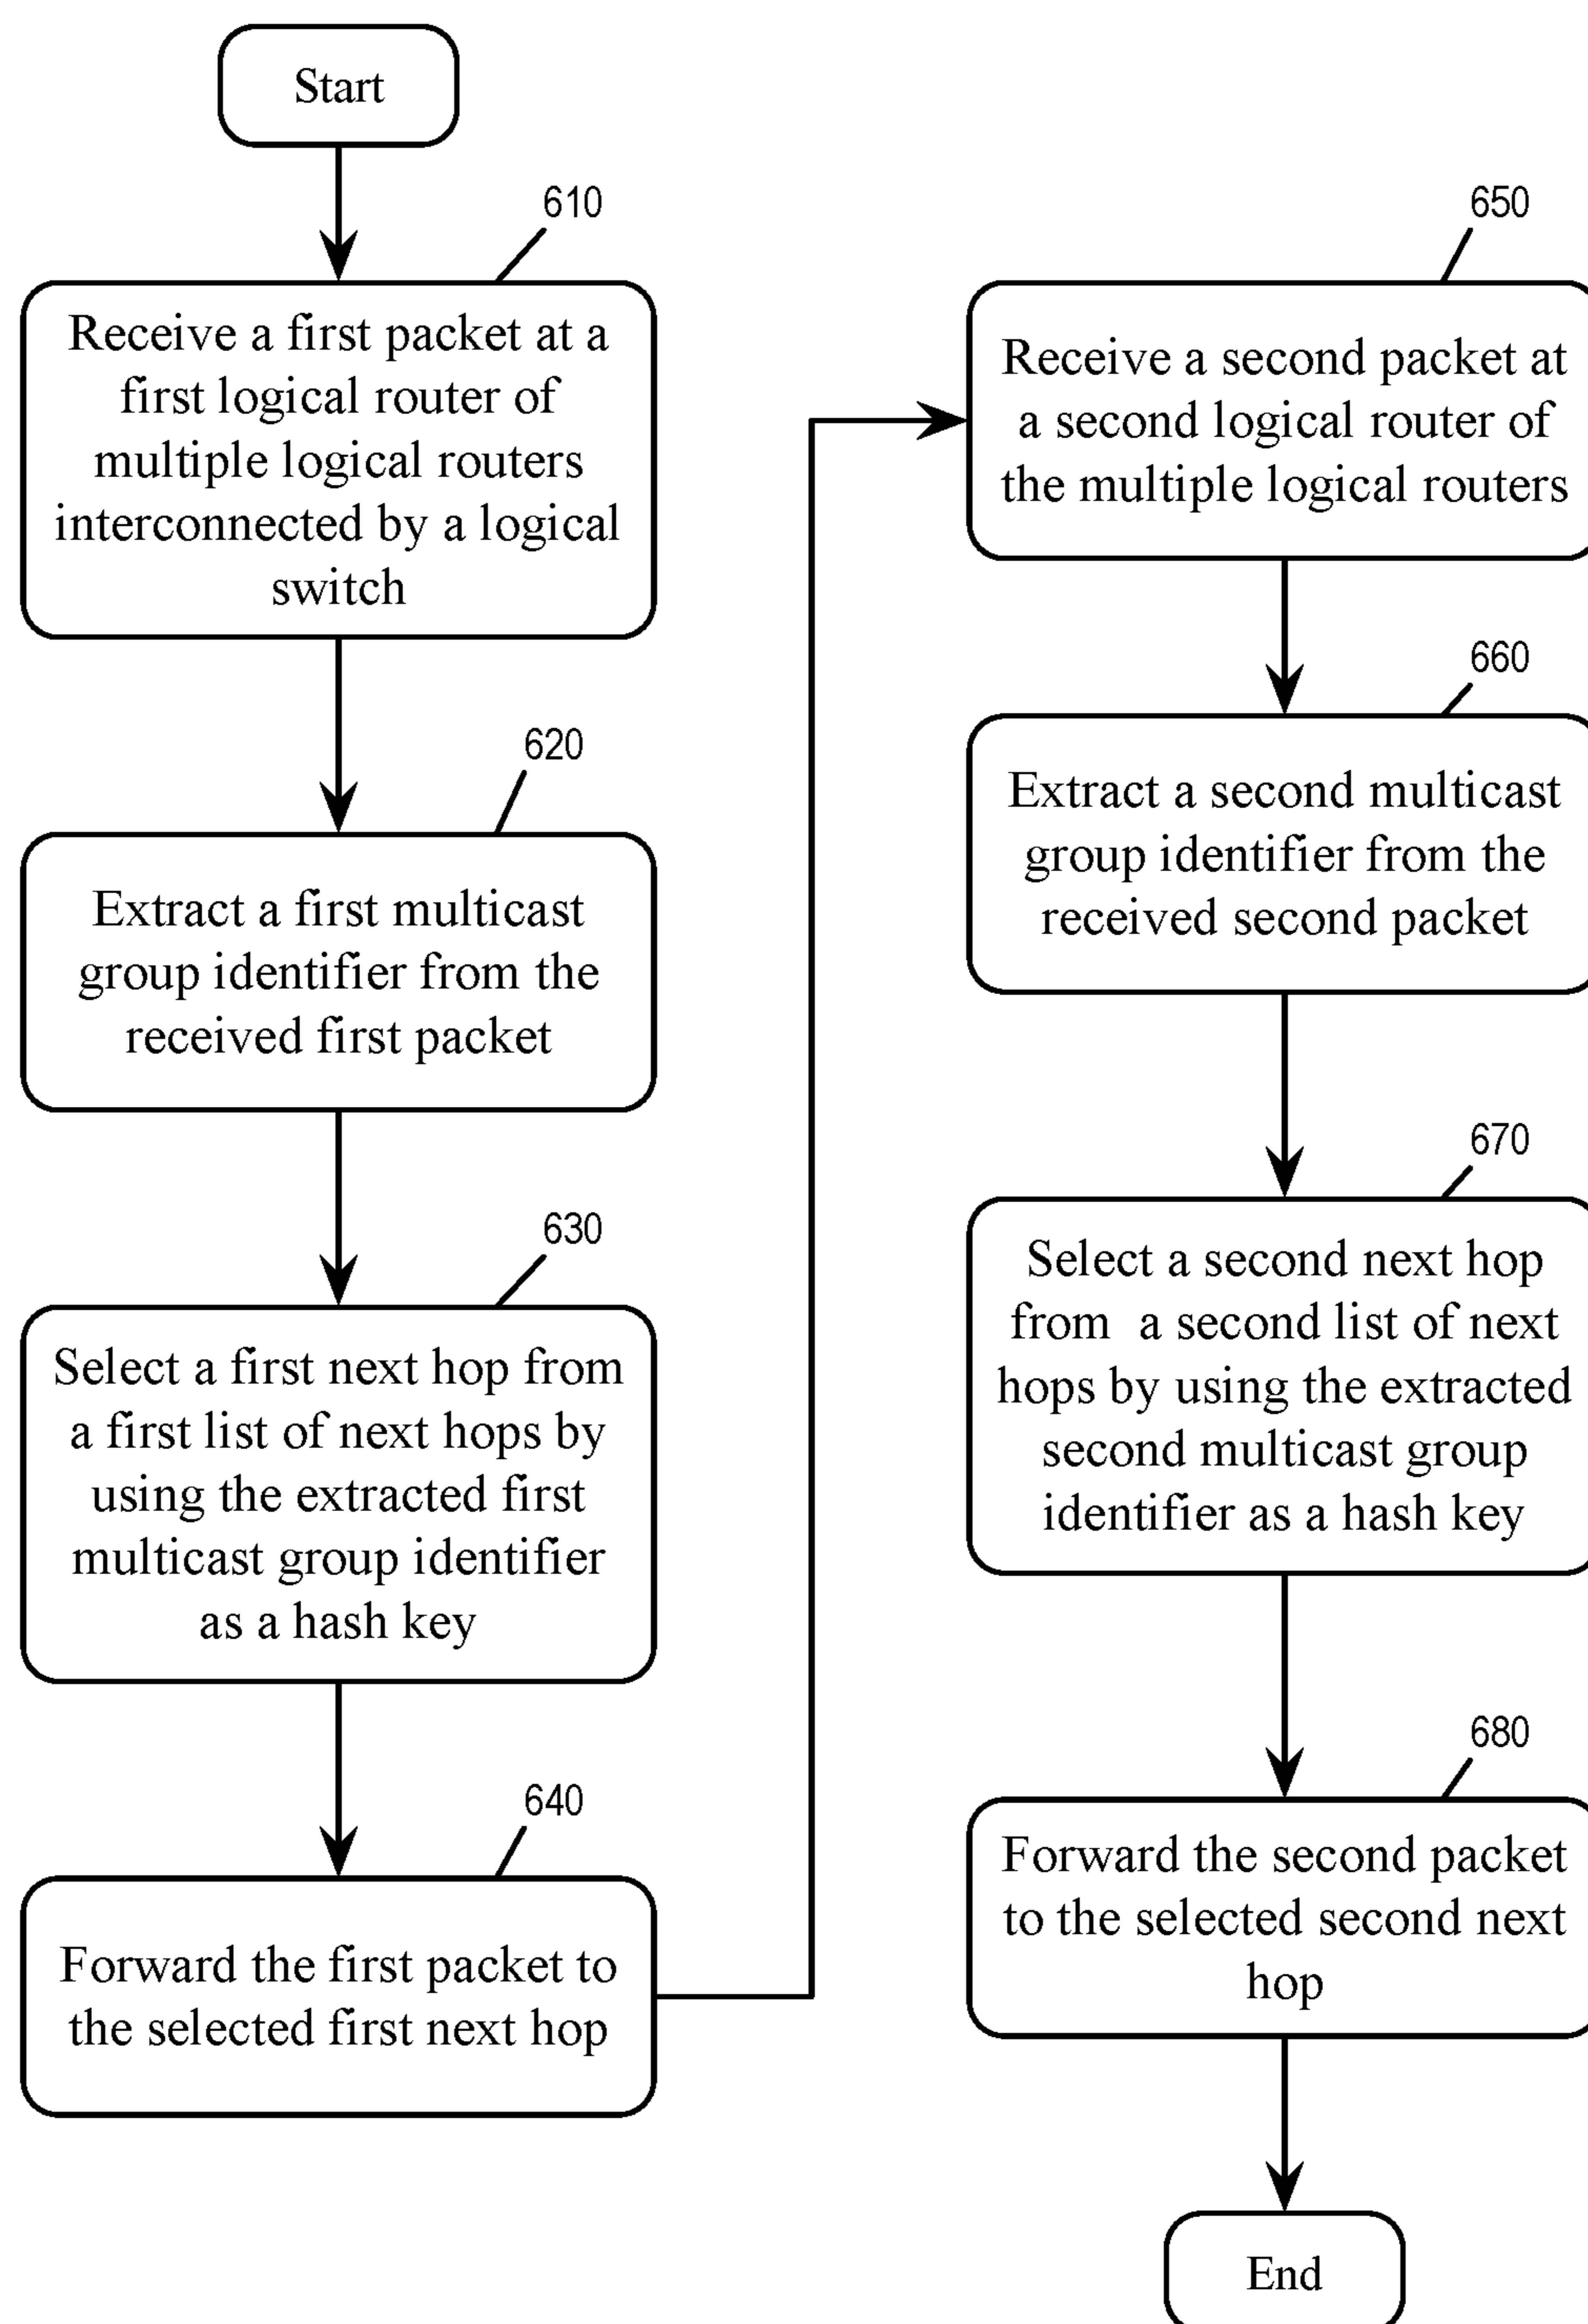 Start
610
Receive a first packet at a
first logical router of
multiple logical routers
interconnected by a logical
switch
620
Extract a first multicast
group identifier from the
received first packet
630
Select a first next hop from
a first list of next hops by
using the extracted first
multicast group identifier
as a hash key
640
Forward the first packet to
the selected first next hop
650
Receive a second packet at
a second logical router of
the multiple logical routers
660
Extract a second multicast
group identifier from the
received second packet
670
Select a second next hop
from a second list of next
hops by using the extracted
second multicast group
identifier as a hash key
680
Forward the second packet
to the selected second next
hop
End